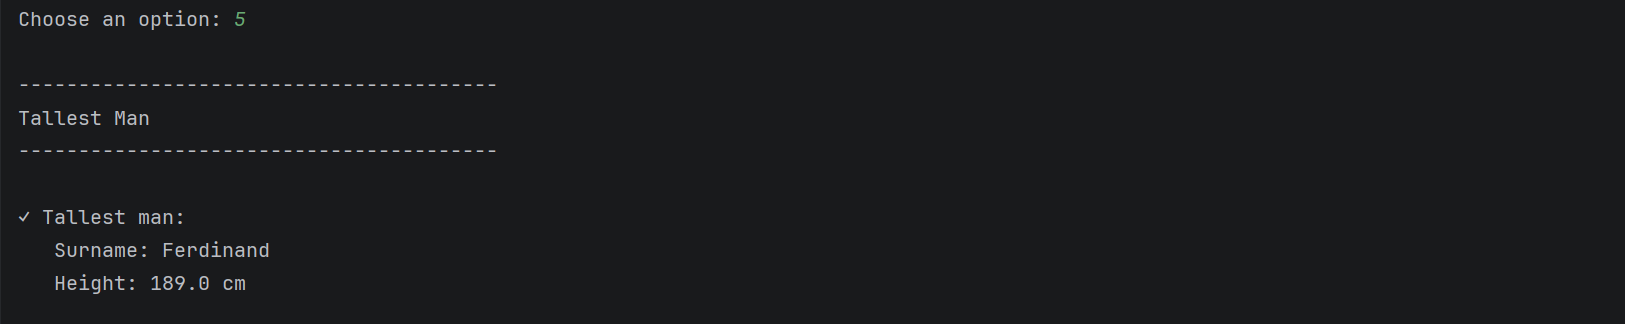 Choose an option: 5
----------------------------------------
Tallest Man
----------------------------------------
✓ Tallest man:
Surname: Ferdinand
Height: 189.0 cm